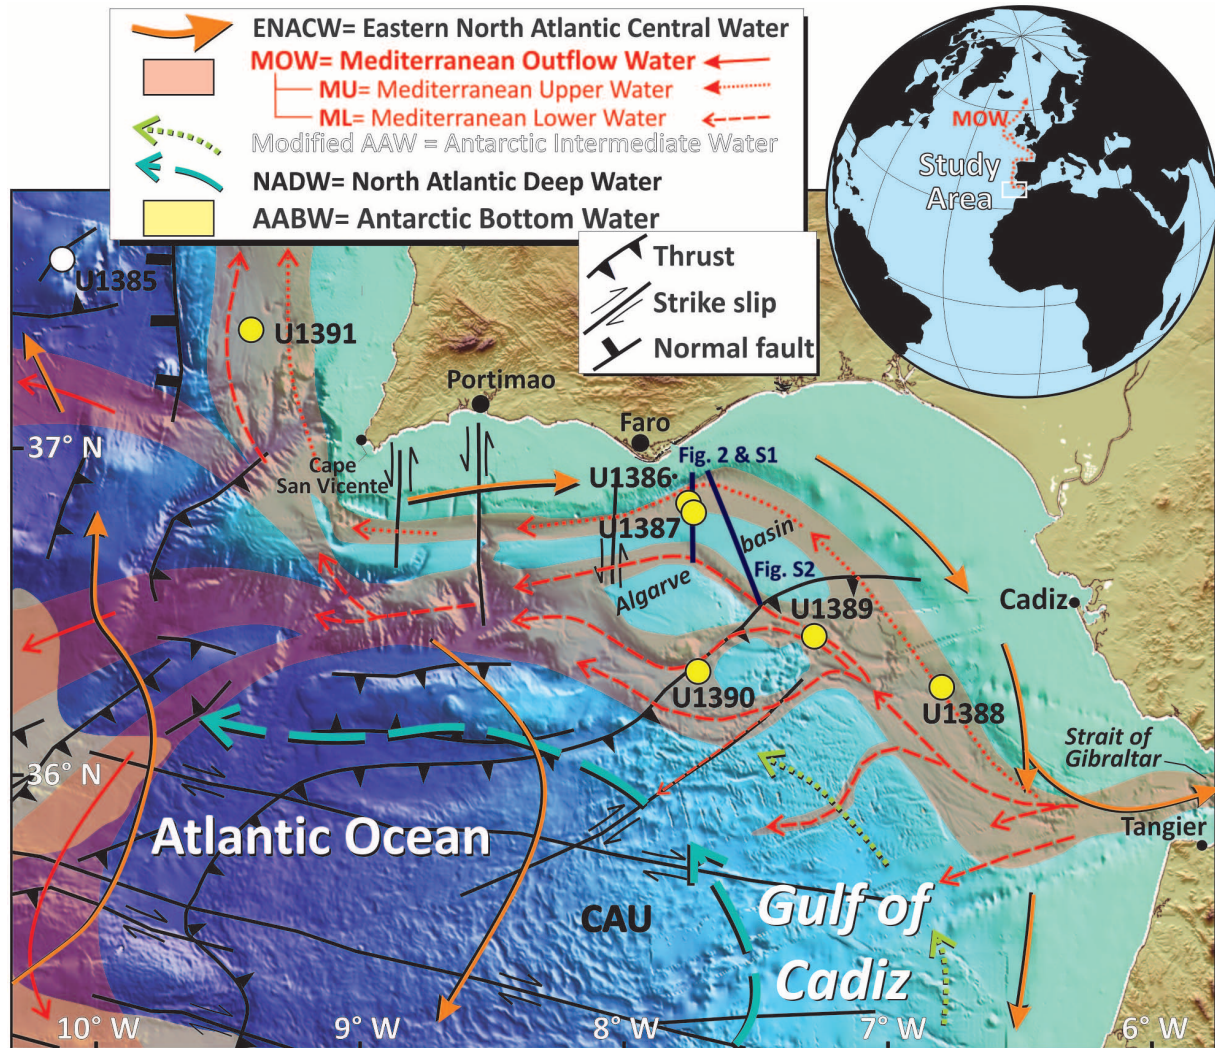 ENACW= Eastern North Atlantic Central Water
MOW= Mediterranean Outflow Water
MU= Mediterranean Upper Water
ML= Mediterranean Lower Water
Modified AAW = Antarctic Intermediate Water
NADW= North Atlantic Deep Water
AABW= Antarctic Bottom Water
MOW
Study
Area
Thrust
Strike slip
Normal fault
U1385
U1391
Portimao
Faro
37° N
Cape
San Vicente
Fig. 2 & S1
U1386
U1387
basin
Algarve
Fig. S2
U1389
Cadiz
U1390
U1388
Strait of
Gibraltar
36° N
Tangier
Atlantic Ocean
CAU
Gulf of
Cadiz
10° W
9° W
8° W
7° W
6° W